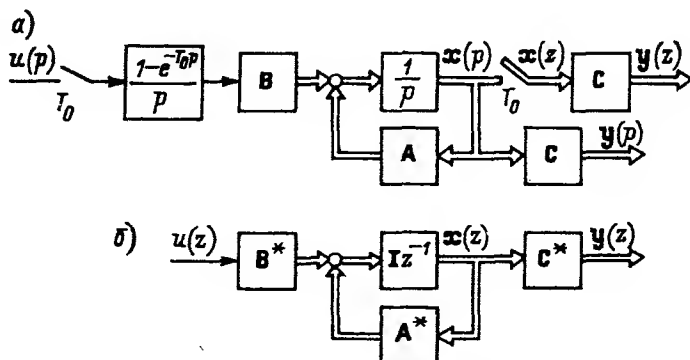 а)
u(p)
T₀
1-e^{-T₀p}
p
B
1
p
x(p)
T₀
x(z)
C
y(z)
A
C
y(p)
б)
u(z)
B*
Iz⁻¹
x(z)
C*
y(z)
A*